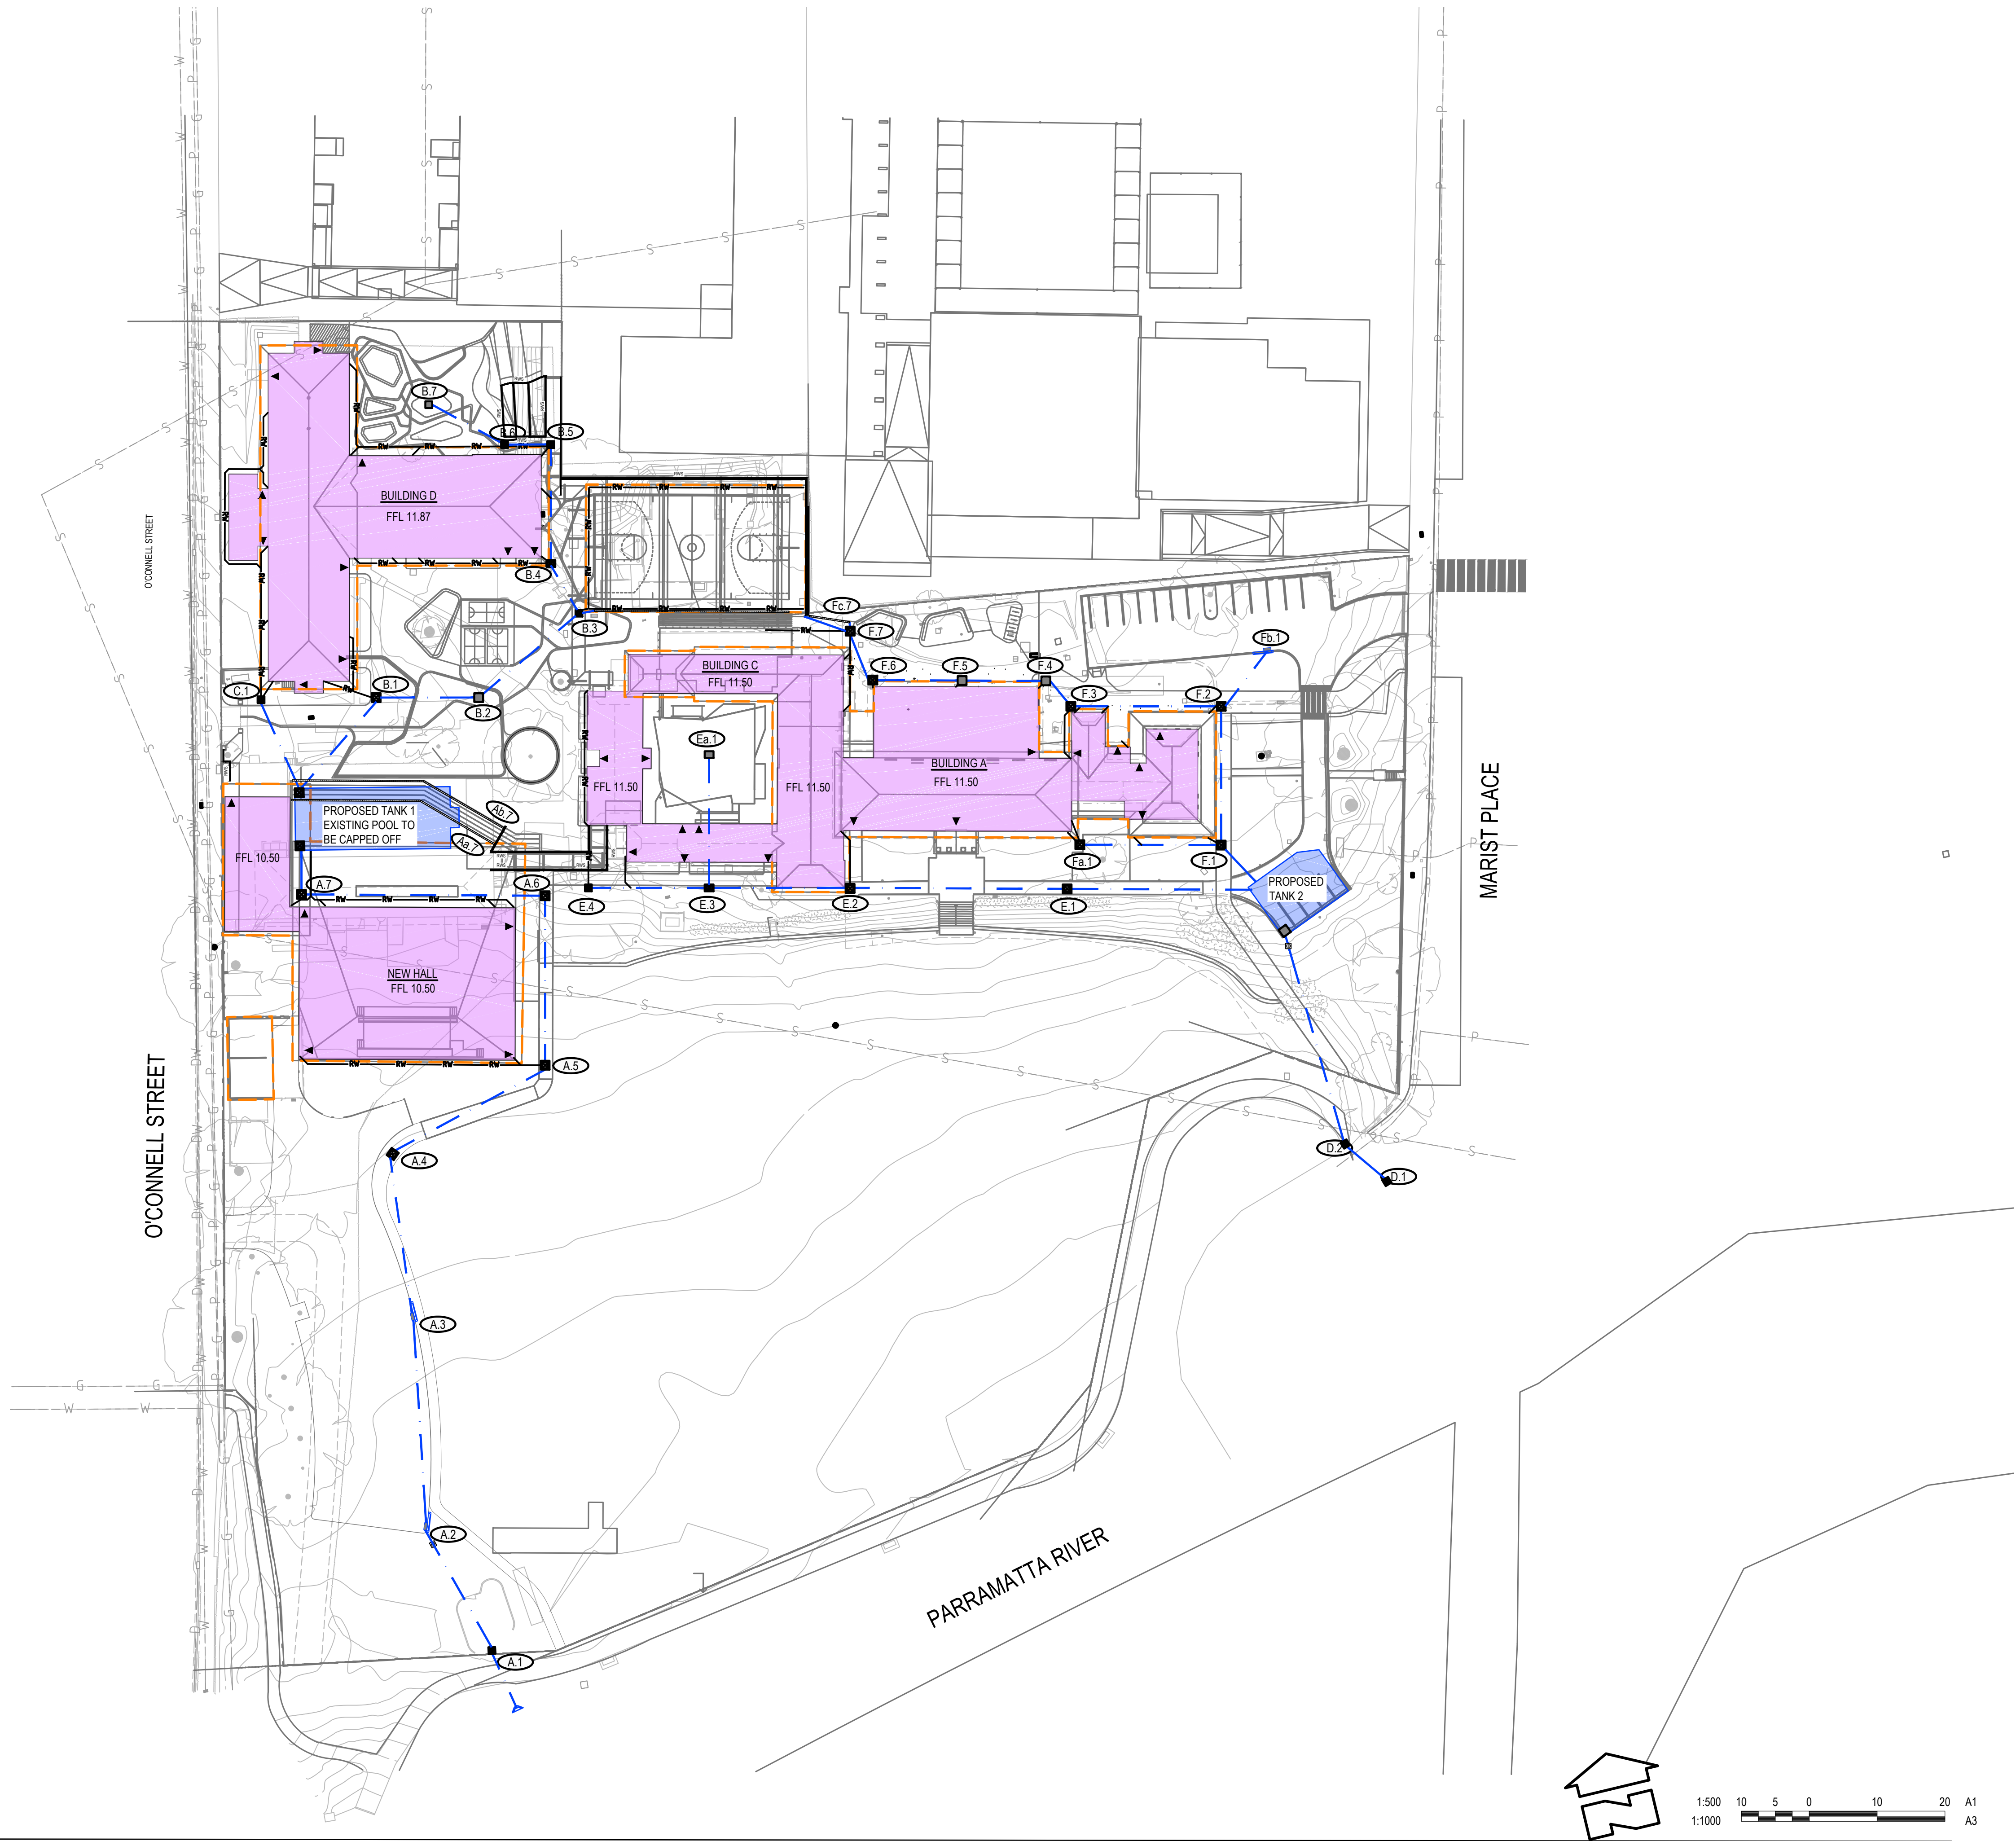 B.7
B.6
B.5
BUILDING D
FFL 11.87
O'CONNELL STREET
B.4
B.3
Fc.7
F.7
Fb.1
BUILDING C
FFL 11.50
F.6
F.5
F.4
C.1
B.1
B.2
F.3
F.2
Ea.1
BUILDING A
FFL 11.50
FFL 11.50
FFL 11.50
PROPOSED TANK 1
EXISTING POOL TO
BE CAPPED OFF
Ab.7
Aa.7
MARIST PLACE
FFL 10.50
Fa.1
F.1
A.7
A.6
E.4
E.3
E.2
E.1
PROPOSED
TANK 2
NEW HALL
FFL 10.50
A.5
O'CONNELL STREET
A.4
D.2
D.1
A.3
A.2
PARRAMATTA RIVER
A.1
1:500 10 5 0 10 20 A1
1:1000 A3